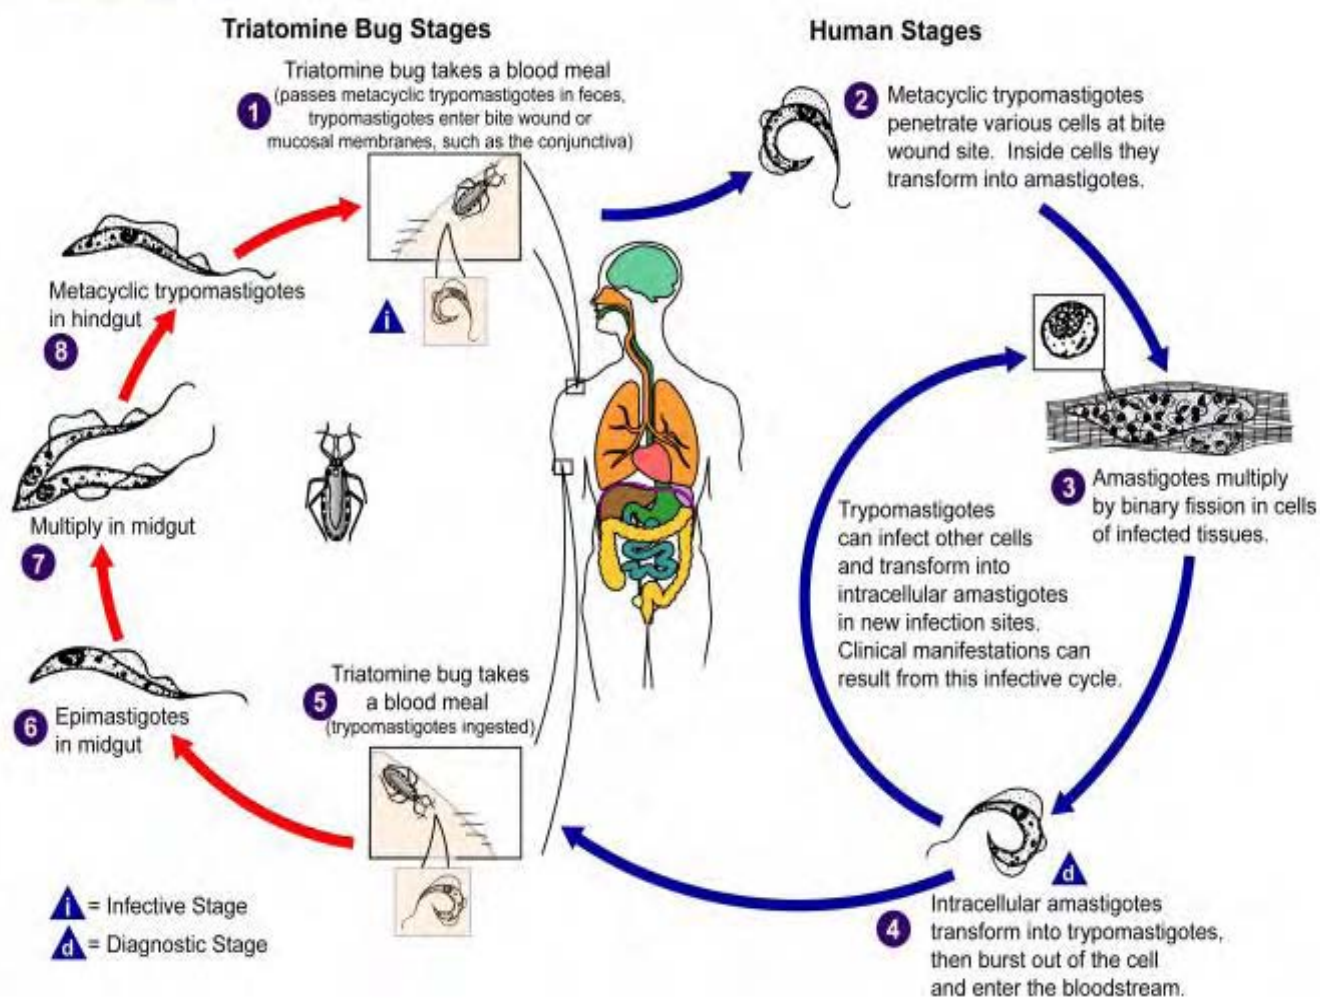 Triatomine Bug Stages
Human Stages
Triatomine bug takes a blood meal
(passes metacyclic trypomastigotes in feces,
trypomastigotes enter bite wound or
mucosal membranes, such as the conjunctiva)
1
2
Metacyclic trypomastigotes
penetrate various cells at bite
wound site. Inside cells they
transform into amastigotes.
Metacyclic trypomastigotes
in hindgut
8
i
3
Amastigotes multiply
by binary fission in cells
of infected tissues.
Trypomastigotes
can infect other cells
and transform into
intracellular amastigotes
in new infection sites.
Clinical manifestations can
result from this infective cycle.
Multiply in midgut
7
Triatomine bug takes
a blood meal
(trypomastigotes ingested)
5
6
Epimastigotes
in midgut
d
4
Intracellular amastigotes
transform into trypomastigotes,
then burst out of the cell
and enter the bloodstream.
i = Infective Stage
d = Diagnostic Stage